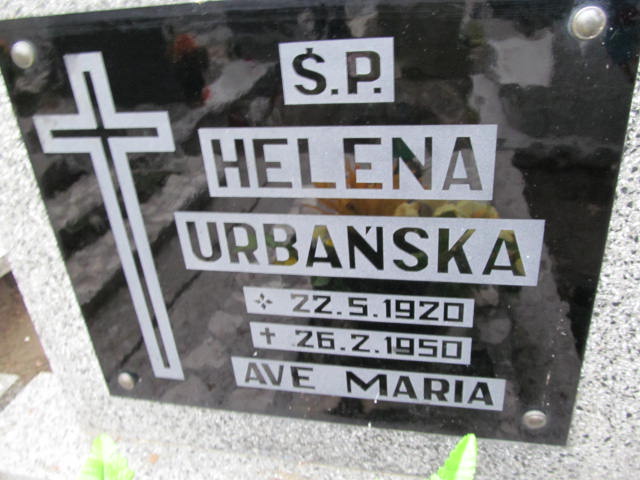 Ś.P.
HELENA
URBAŃSKA
22.5.1920
26.2.1950
AVE MARIA